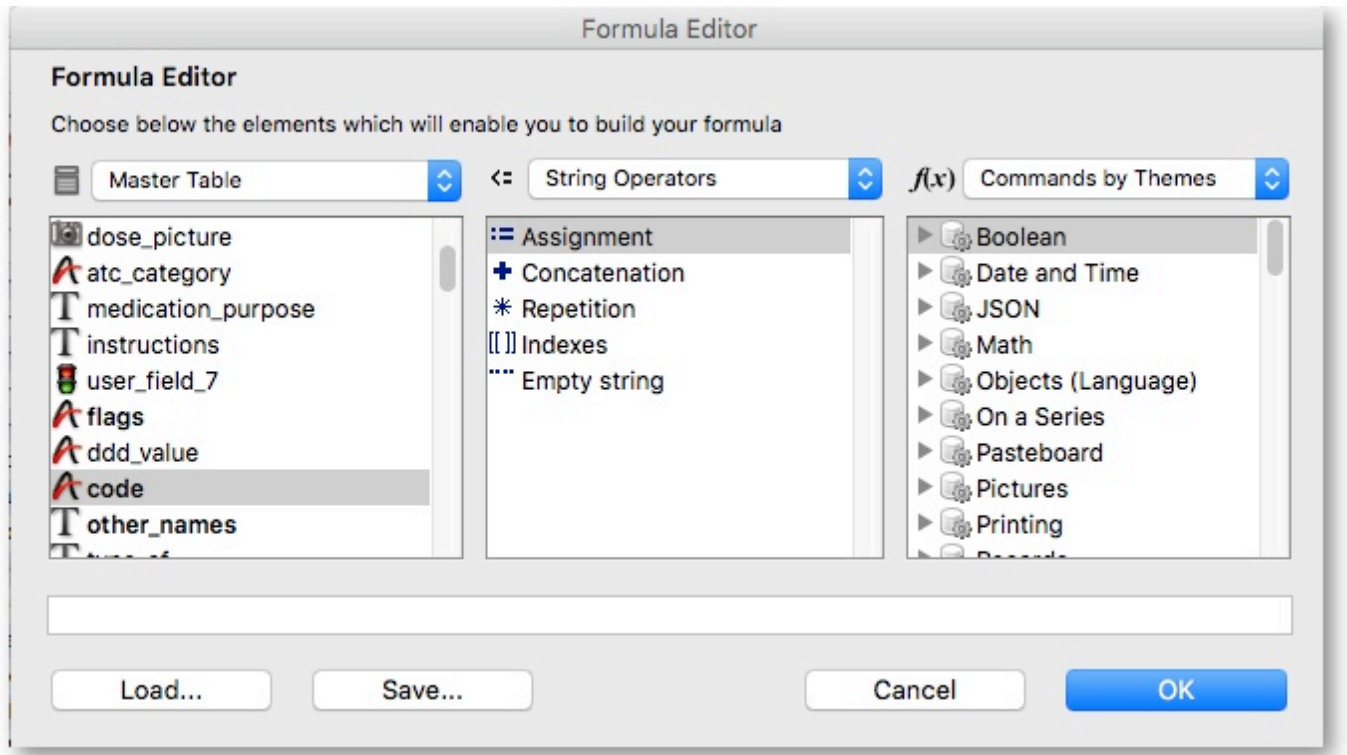 Formula Editor
Formula Editor
Choose below the elements which will enable you to build your formula
Master Table
dose_picture
atc_category
medication_purpose
instructions
user_field_7
flags
ddd_value
code
other_names
<= String Operators
:= Assignment
+ Concatenation
* Repetition
[[ ]] Indexes
"" Empty string
f(x) Commands by Themes
Boolean
Date and Time
JSON
Math
Objects (Language)
On a Series
Pasteboard
Pictures
Printing
Load...
Save...
Cancel
OK